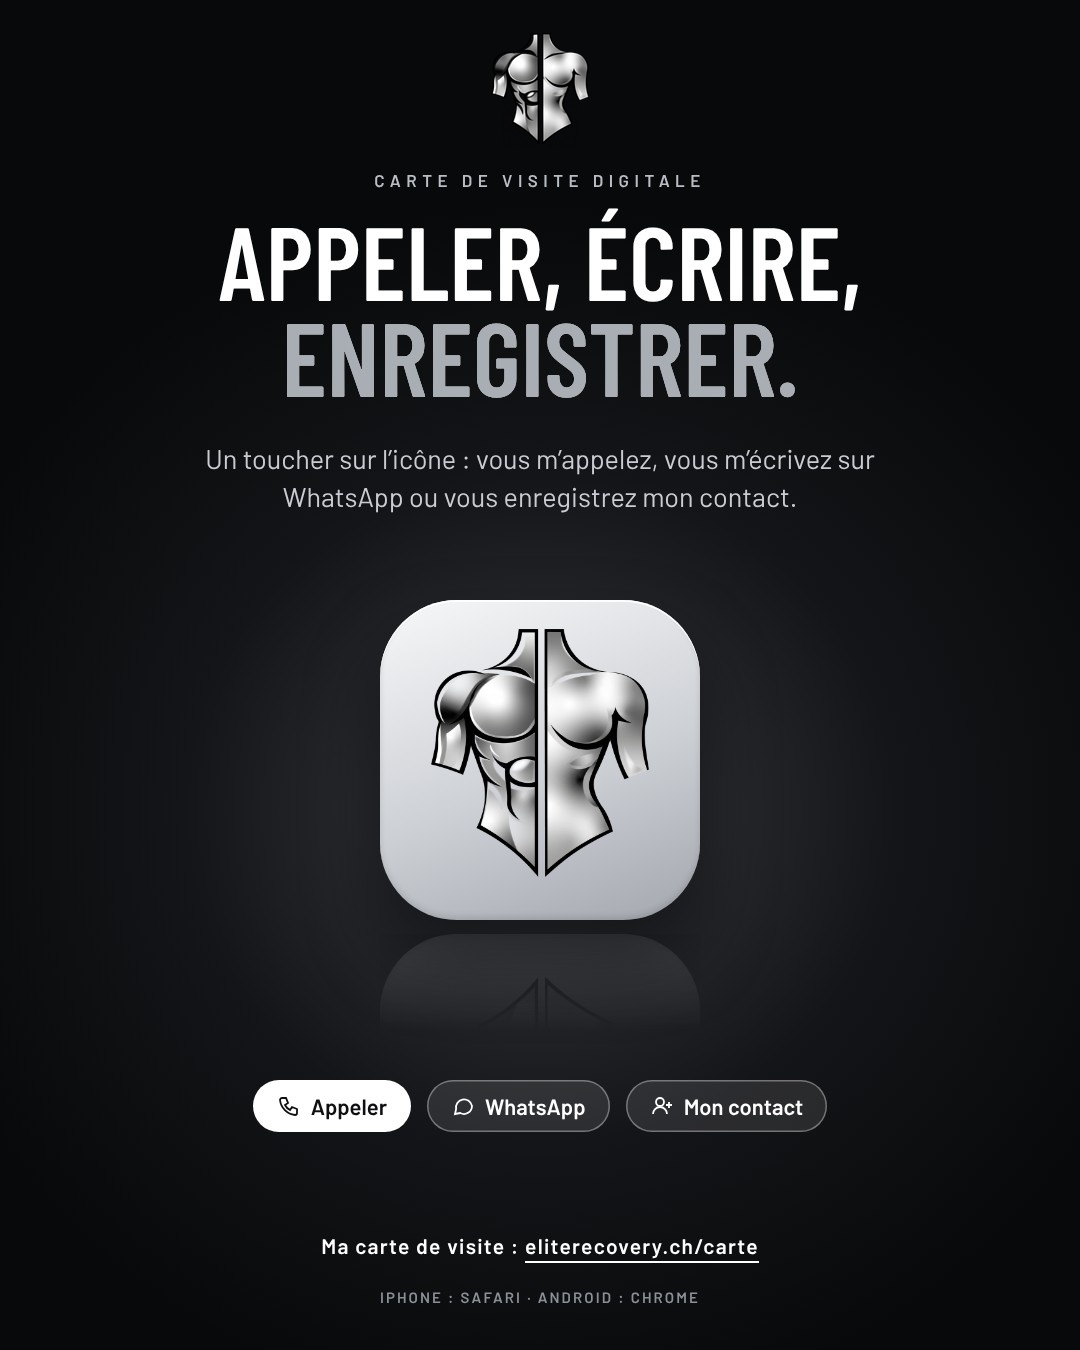 CARTE DE VISITE DIGITALE
APPELER, ÉCRIRE,
ENREGISTRER.
Un toucher sur l’icône : vous m’appelez, vous m’écrivez sur
WhatsApp ou vous enregistrez mon contact.
Appeler
WhatsApp
Mon contact
Ma carte de visite : eliterecovery.ch/carte
IPHONE : SAFARI · ANDROID : CHROME